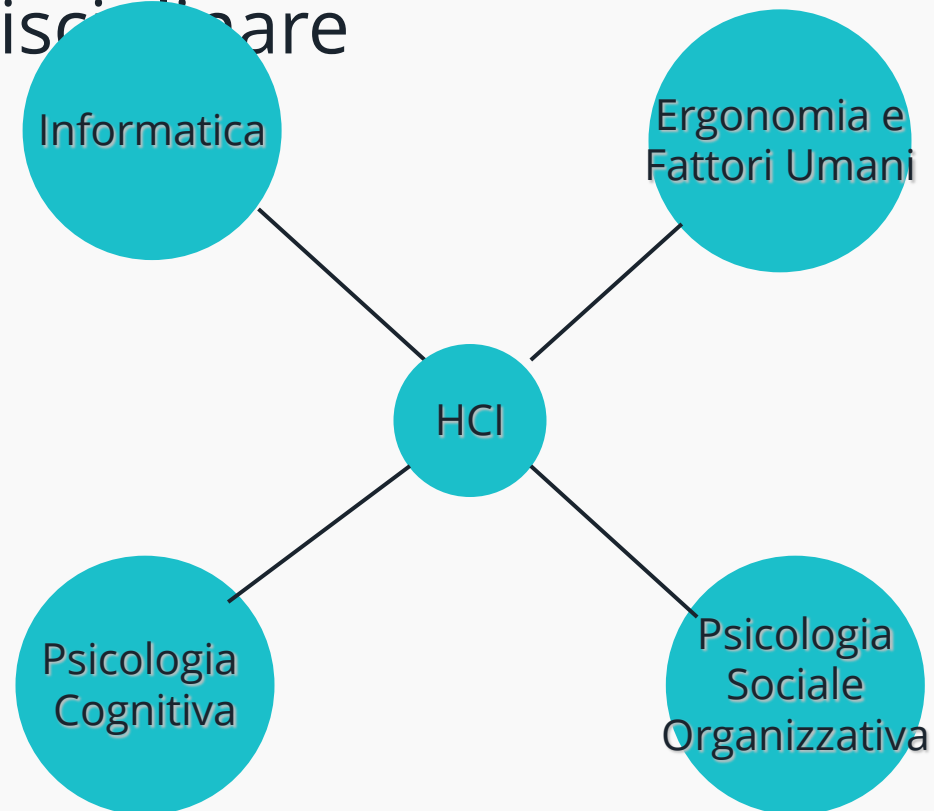 Informatica
Ergonomia e
Fattori Umani
HCI
Psicologia
Cognitiva
Psicologia
Sociale
Organizzativa